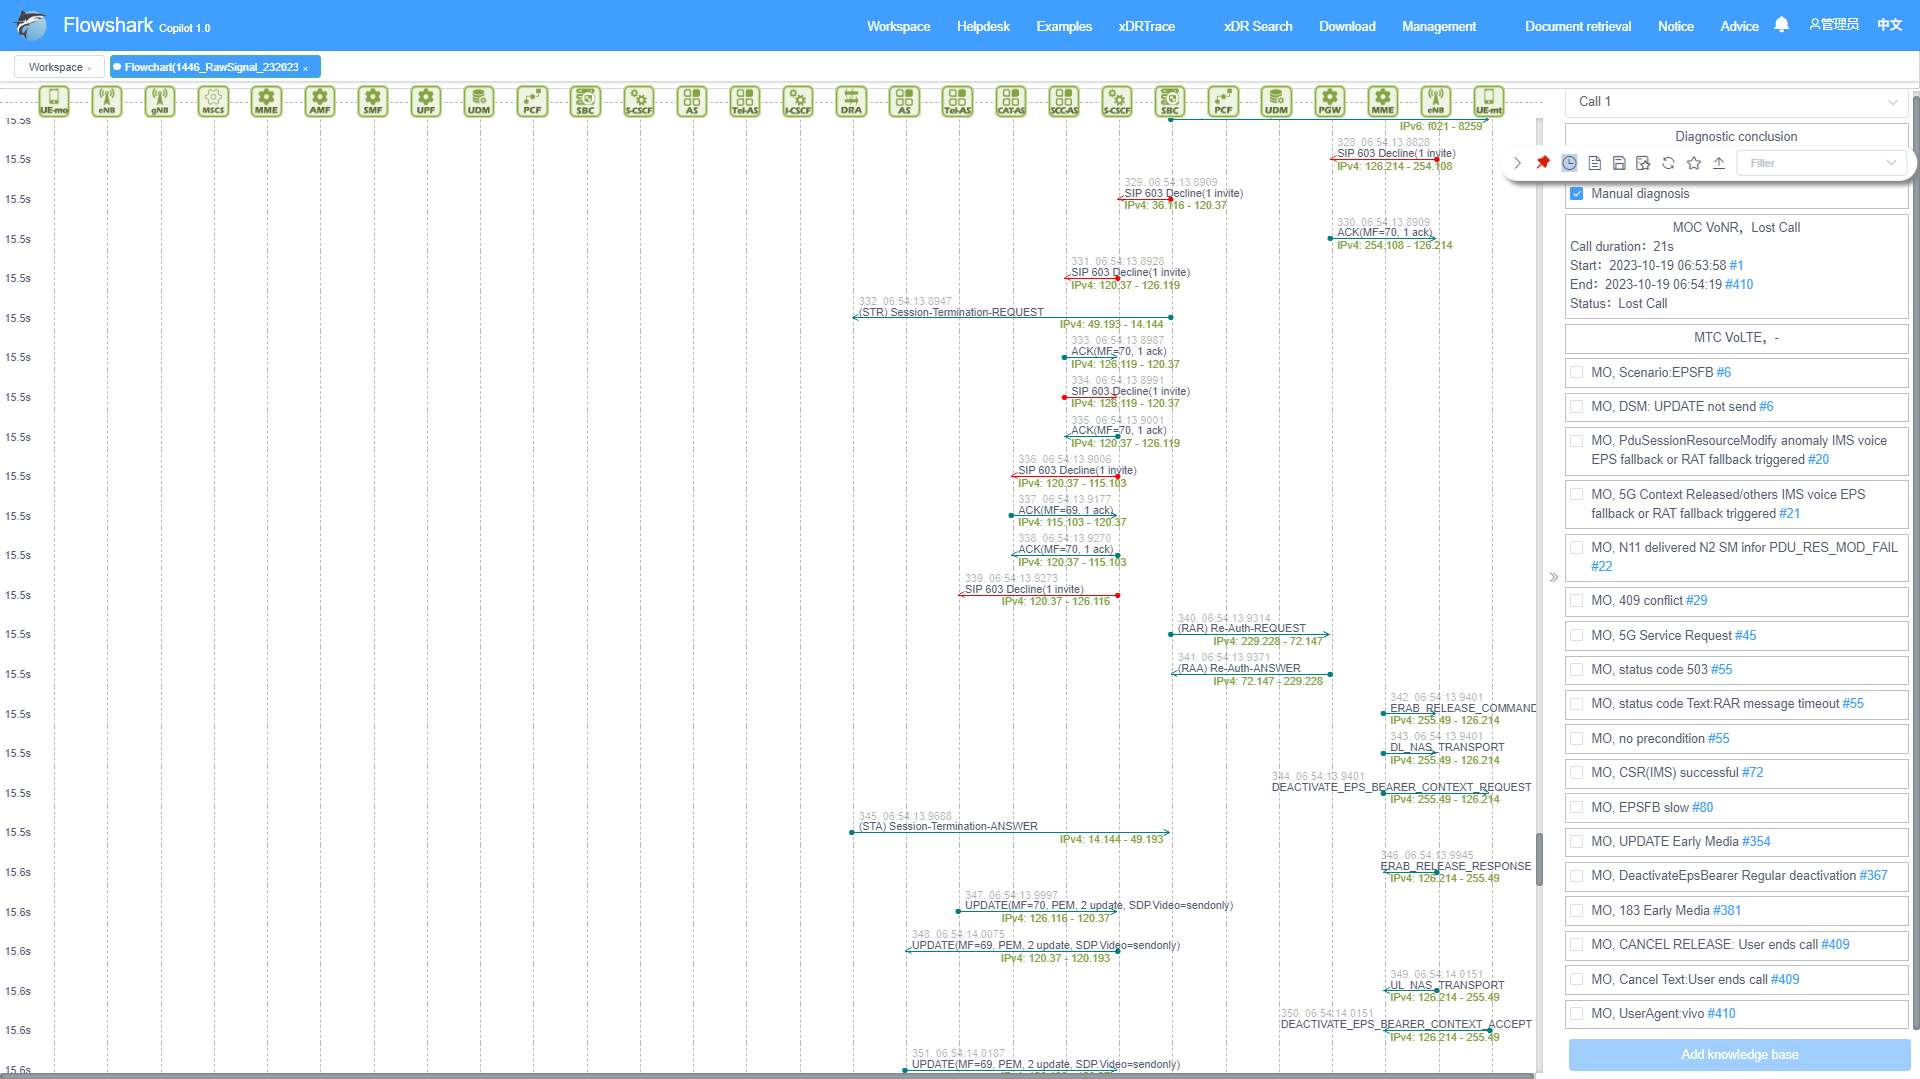 Flowshark Copilot 1.0
Workspace Helpdesk Examples xDRTrace xDR Search Download Management Document retrieval Notice Advice 管理员 中文
Workspace × Flowchart(1446_RawSignal_232023 ×
UE-mo eNB gNB MSCS MME AMF SMF UPF UDM PCF SBC S-CSCF AS Tel-AS I-CSCF DRA AS Tel-AS CATAS SCC-AS S-CSCF SBC PCF UDM PGW MME eNB UE-mt
15.5s
IPv6: f021 - 8259
328. 06:54:13.8828
15.5s SIP 603 Decline(1 invite)
IPv4: 126.214 - 254.108
329. 06:54:13.8909
15.5s SIP 603 Decline(1 invite)
IPv4: 36.116 - 120.37
330. 06:54:13.8909
15.5s ACK(MF=70, 1 ack)
IPv4: 254.108 - 126.214
331. 06:54:13.8928
15.5s SIP 603 Decline(1 invite)
IPv4: 120.37 - 126.119
332. 06:54:13.8947
15.5s (STR) Session-Termination-REQUEST
IPv4: 49.193 - 14.144
333. 06:54:13.8987
15.5s ACK(MF=70, 1 ack)
IPv4: 126.119 - 120.37
334. 06:54:13.8991
15.5s SIP 603 Decline(1 invite)
IPv4: 126.119 - 120.37
335. 06:54:13.9001
15.5s ACK(MF=70, 1 ack)
IPv4: 120.37 - 126.119
336. 06:54:13.9006
15.5s SIP 603 Decline(1 invite)
IPv4: 120.37 - 115.103
337. 06:54:13.9177
15.5s ACK(MF=69, 1 ack)
IPv4: 115.103 - 120.37
338. 06:54:13.9270
15.5s ACK(MF=70, 1 ack)
IPv4: 120.37 - 115.103
339. 06:54:13.9273
15.5s SIP 603 Decline(1 invite)
IPv4: 120.37 - 126.116
340. 06:54:13.9314
15.5s (RAR) Re-Auth-REQUEST
IPv4: 229.228 - 72.147
341. 06:54:13.9371
15.5s (RAA) Re-Auth-ANSWER
IPv4: 72.147 - 229.228
342. 06:54:13.9401
15.5s ERAB_RELEASE_COMMAND
IPv4: 255.49 - 126.214
343. 06:54:13.9401
15.5s DL_NAS_TRANSPORT
IPv4: 255.49 - 126.214
344. 06:54:13.9401
15.5s DEACTIVATE_EPS_BEARER_CONTEXT_REQUEST
IPv4: 255.49 - 126.214
345. 06:54:13.9688
15.5s (STA) Session-Termination-ANSWER
IPv4: 14.144 - 49.193
346. 06:54:13.9945
15.6s ERAB_RELEASE_RESPONSE
IPv4: 126.214 - 255.49
347. 06:54:13.9997
15.6s UPDATE(MF=70, PEM, 2 update, SDP.Video=sendonly)
IPv4: 126.116 - 120.37
348. 06:54:14.0075
15.6s UPDATE(MF=69, PEM, 2 update, SDP.Video=sendonly)
IPv4: 120.37 - 120.193
349. 06:54:14.0151
15.6s UL_NAS_TRANSPORT
IPv4: 126.214 - 255.49
350. 06:54:14.0151
15.6s DEACTIVATE_EPS_BEARER_CONTEXT_ACCEPT
IPv4: 126.214 - 255.49
351. 06:54:14.0187
15.6s UPDATE(MF=69, PEM, 2 update, SDP.Video=sendonly)
Call 1
Diagnostic conclusion
Filter
Manual diagnosis
MOC VoNR，Lost Call
Call duration：21s
Start：2023-10-19 06:53:58 #1
End：2023-10-19 06:54:19 #410
Status：Lost Call
MTC VoLTE，-
MO, Scenario:EPSFB #6
MO, DSM: UPDATE not send #6
MO, PduSessionResourceModify anomaly IMS voice
EPS fallback or RAT fallback triggered #20
MO, 5G Context Released/others IMS voice EPS
fallback or RAT fallback triggered #21
MO, N11 delivered N2 SM infor PDU_RES_MOD_FAIL
#22
MO, 409 conflict #29
MO, 5G Service Request #45
MO, status code 503 #55
MO, status code Text:RAR message timeout #55
MO, no precondition #55
MO, CSR(IMS) successful #72
MO, EPSFB slow #80
MO, UPDATE Early Media #354
MO, DeactivateEpsBearer Regular deactivation #367
MO, 183 Early Media #381
MO, CANCEL RELEASE: User ends call #409
MO, Cancel Text:User ends call #409
MO, UserAgent:vivo #410
Add knowledge base